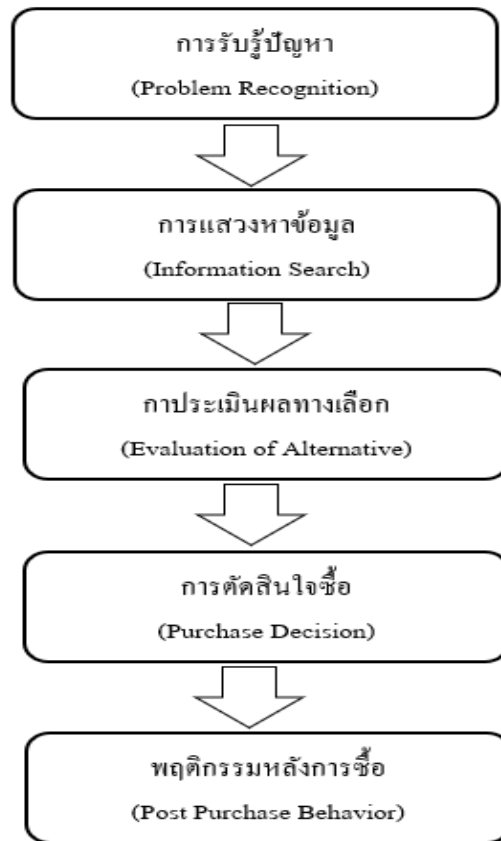 การรับรู้ปัญหา
(Problem Recognition)
การแสวงหาข้อมูล
(Information Search)
กาประเมินผลทางเลือก
(Evaluation of Alternative)
การตัดสินใจซื้อ
(Purchase Decision)
พฤติกรรมหลังการซื้อ
(Post Purchase Behavior)